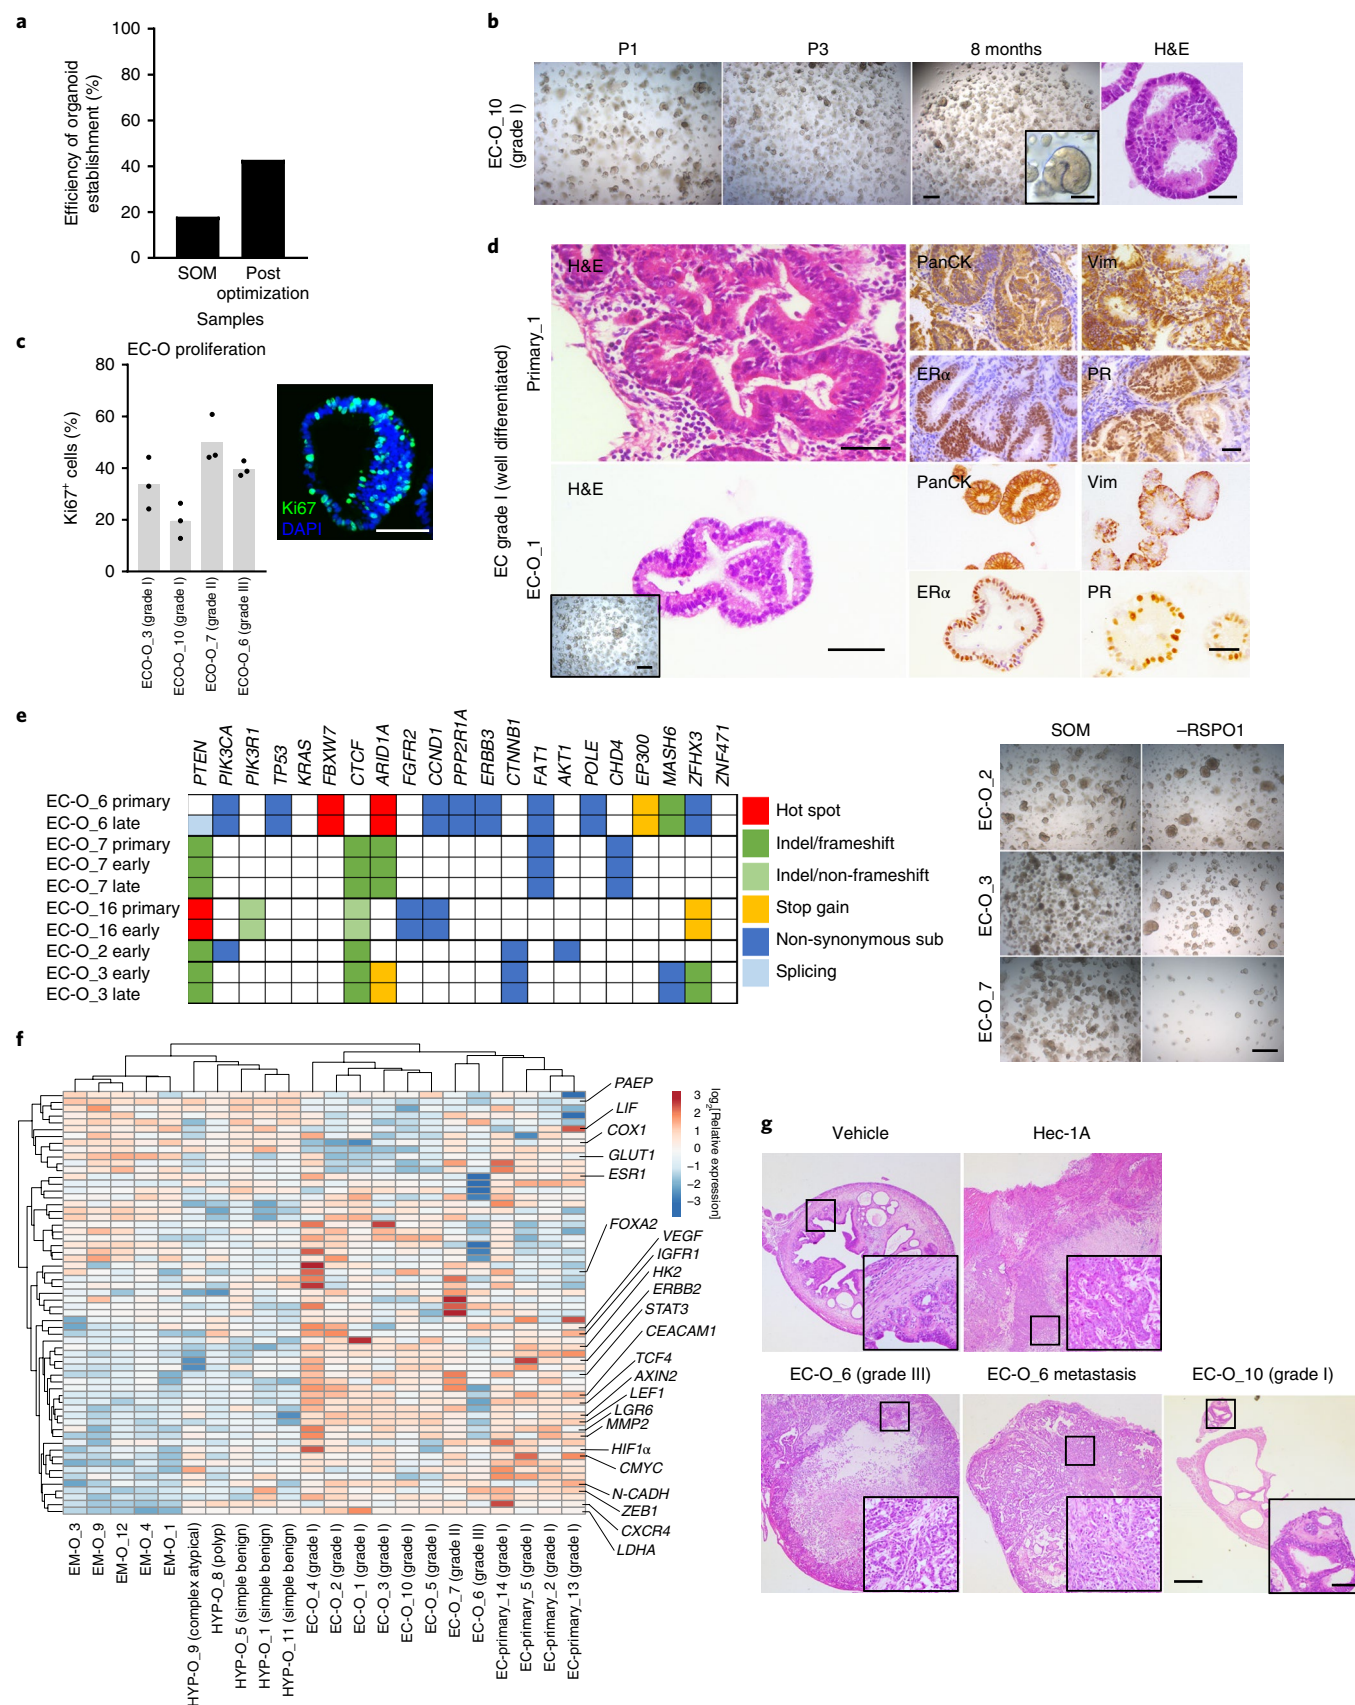 a
100
80
60
40
20
0
Efficiency of organoid
establishment (%)
SOM
Post
optimization
Samples
b
P1
P3
8 months
H&E
EC-O_10
(grade I)
c
EC-O proliferation
80
60
40
20
0
Ki67+ cells (%)
ECO-O_3 (grade I)
ECO-O_10 (grade I)
ECO-O_7 (grade II)
ECO-O_6 (grade III)
Ki67
DAPI
d
EC grade I (well differentiated)
Primary_1
EC-O_1
H&E
PanCK
Vim
ERα
PR
H&E
PanCK
Vim
ERα
PR
e
PTEN
PIK3CA
PIK3R1
TP53
KRAS
FBXW7
CTCF
ARID1A
FGFR2
CCND1
PPP2R1A
ERBB3
CTNNB1
FAT1
AKT1
POLE
CHD4
EP300
MASH6
ZFHX3
ZNF471
EC-O_6 primary
EC-O_6 late
EC-O_7 primary
EC-O_7 early
EC-O_7 late
EC-O_16 primary
EC-O_16 early
EC-O_2 early
EC-O_3 early
EC-O_3 late
Hot spot
Indel/frameshift
Indel/non-frameshift
Stop gain
Non-synonymous sub
Splicing
SOM
–RSPO1
EC-O_2
EC-O_3
EC-O_7
f
3
2
1
0
−1
−2
−3
log2[Relative expression]
PAEP
LIF
COX1
GLUT1
ESR1
FOXA2
VEGF
IGFR1
HK2
ERBB2
STAT3
CEACAM1
TCF4
AXIN2
LEF1
LGR6
MMP2
HIF1α
CMYC
N-CADH
ZEB1
CXCR4
LDHA
EM-O_3
EM-O_9
EM-O_12
EM-O_4
EM-O_1
HYP-O_9 (complex atypical)
HYP-O_8 (polyp)
HYP-O_5 (simple benign)
HYP-O_1 (simple benign)
HYP-O_11 (simple benign)
EC-O_4 (grade I)
EC-O_2 (grade I)
EC-O_1 (grade I)
EC-O_3 (grade I)
EC-O_10 (grade I)
EC-O_5 (grade I)
EC-O_7 (grade II)
EC-O_6 (grade III)
EC-primary_14 (grade I)
EC-primary_5 (grade I)
EC-primary_2 (grade I)
EC-primary_13 (grade I)
g
Vehicle
Hec-1A
EC-O_6 (grade III)
EC-O_6 metastasis
EC-O_10 (grade I)